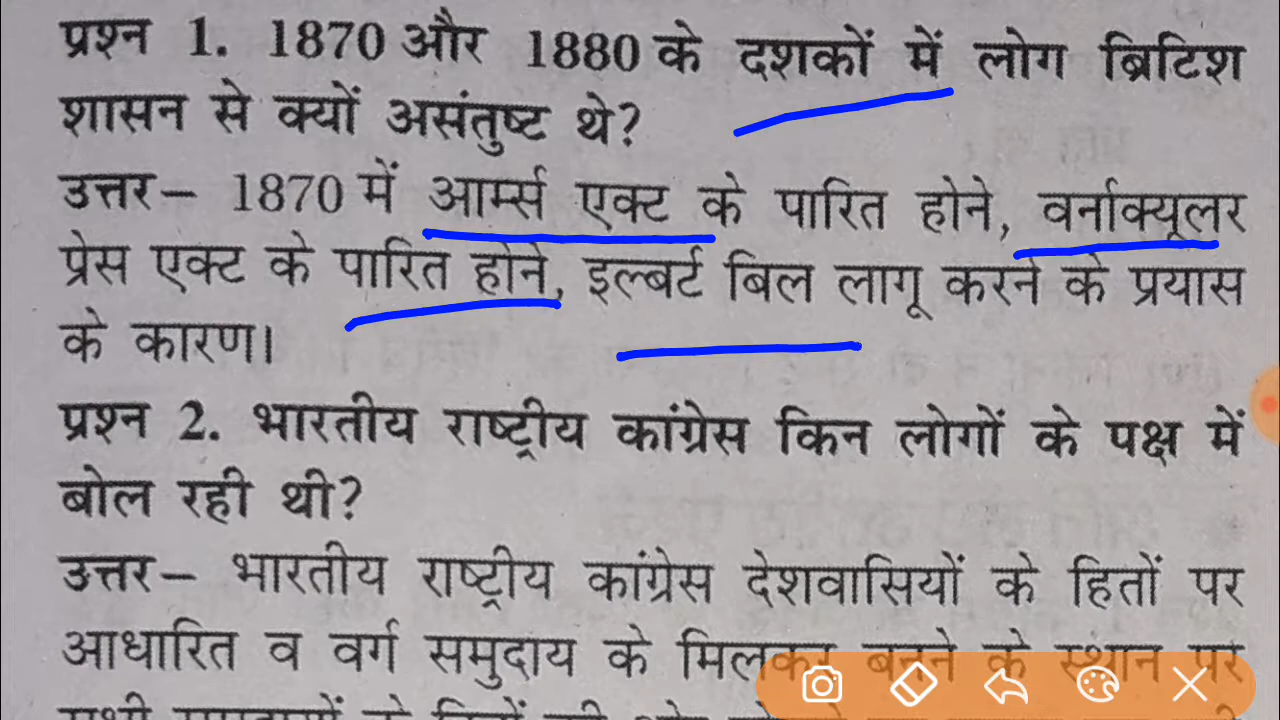 प्रश्न 1. 1870 और 1880 के दशकों में लोग ब्रिटिश
शासन से क्यों असंतुष्ट थे?
उत्तर– 1870 में आर्म्स एक्ट के पारित होने, वर्नाक्यूलर
प्रेस एक्ट के पारित होने, इल्बर्ट बिल लागू करने के प्रयास
के कारण।
प्रश्न 2. भारतीय राष्ट्रीय कांग्रेस किन लोगों के पक्ष में
बोल रही थी?
उत्तर– भारतीय राष्ट्रीय कांग्रेस देशवासियों के हितों पर
आधारित व वर्ग समुदाय के मिलकर बनने के स्थान पर